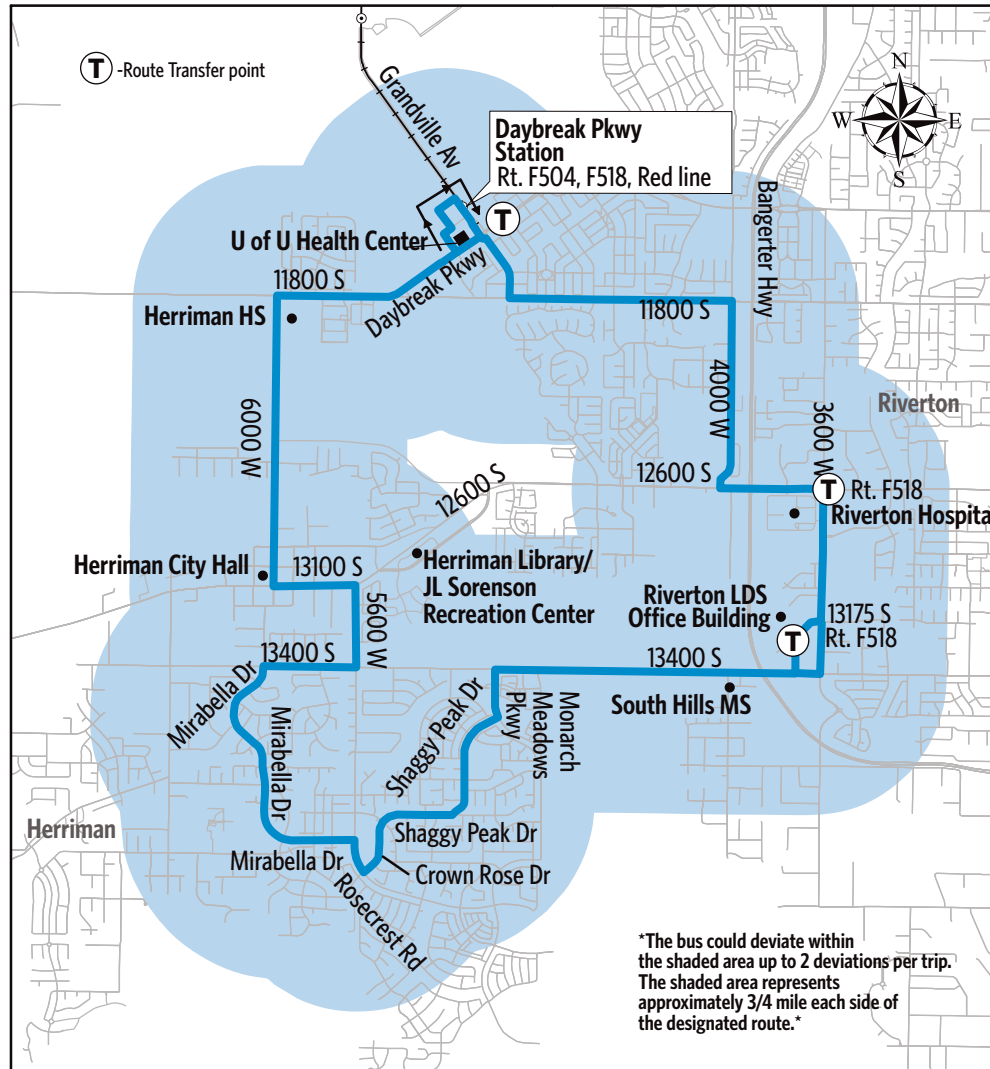 T -Route Transfer point
Grandville Av
N
W E
S
Daybreak Pkwy
Station
Rt. F504, F518, Red line
T
Bangerter Hwy
U of U Health Center
Daybreak Pkwy
11800 S
11800 S
Herriman HS
4000 W
6000 W
3600 W
Riverton
12600 S
12600 S
T Rt. F518
Riverton Hospita
Herriman City Hall
13100 S
Herriman Library/
JL Sorenson
Recreation Center
5600 W
Riverton LDS
Office Building
13175 S
Rt. F518
T
13400 S
13400 S
South Hills MS
Mirabella Dr
Mirabella Dr
Shaggy Peak Dr
Monarch
Meadows
Pkwy
Herriman
Shaggy Peak Dr
Mirabella Dr
Crown Rose Dr
Rosecrest Rd
*The bus could deviate within
the shaded area up to 2 deviations per trip.
The shaded area represents
approximately 3/4 mile each side of
the designated route.*